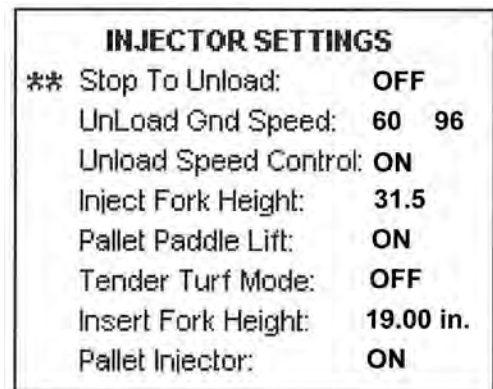 INJECTOR SETTINGS
** Stop To Unload: OFF
UnLoad Gnd Speed: 60 96
Unload Speed Control: ON
Inject Fork Height: 31.5
Pallet Paddle Lift: ON
Tender Turf Mode: OFF
Insert Fork Height: 19.00 in.
Pallet Injector: ON